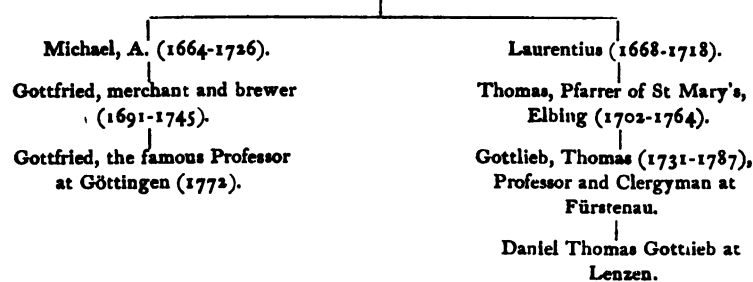 Michael, A. (1664-1726).
Gottfried, merchant and brewer
(1691-1745).
Gottfried, the famous Professor
at Göttingen (1772).
Laurentius (1668-1718).
Thomas, Pfarrer of St Mary's,
Elbing (1702-1764).
Gottlieb, Thomas (1731-1787),
Professor and Clergyman at
Fürstenau.
Daniel Thomas Gottlieb at
Lenzen.